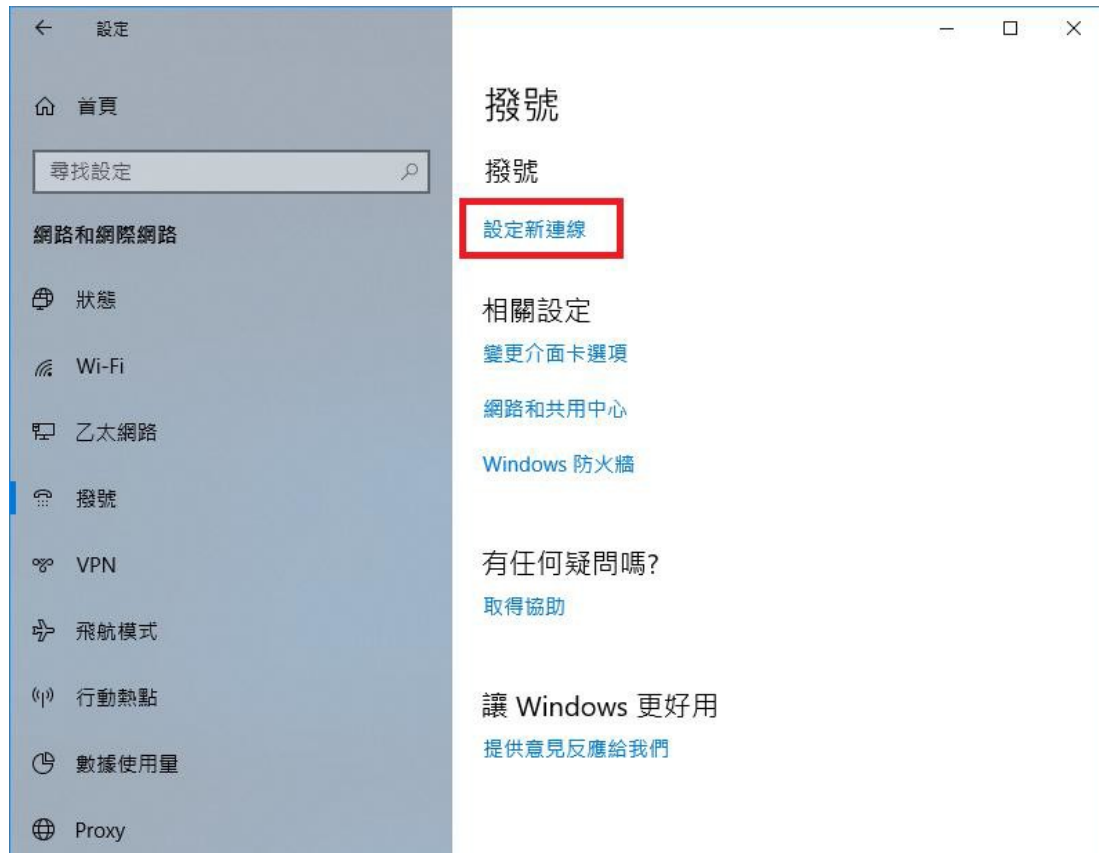 設定
首頁
尋找設定
網路和網際網路
狀態
Wi-Fi
乙太網路
撥號
VPN
飛航模式
行動熱點
數據使用量
Proxy
撥號
撥號
設定新連線
相關設定
變更介面卡選項
網路和共用中心
Windows 防火牆
有任何疑問嗎?
取得協助
讓 Windows 更好用
提供意見反應給我們